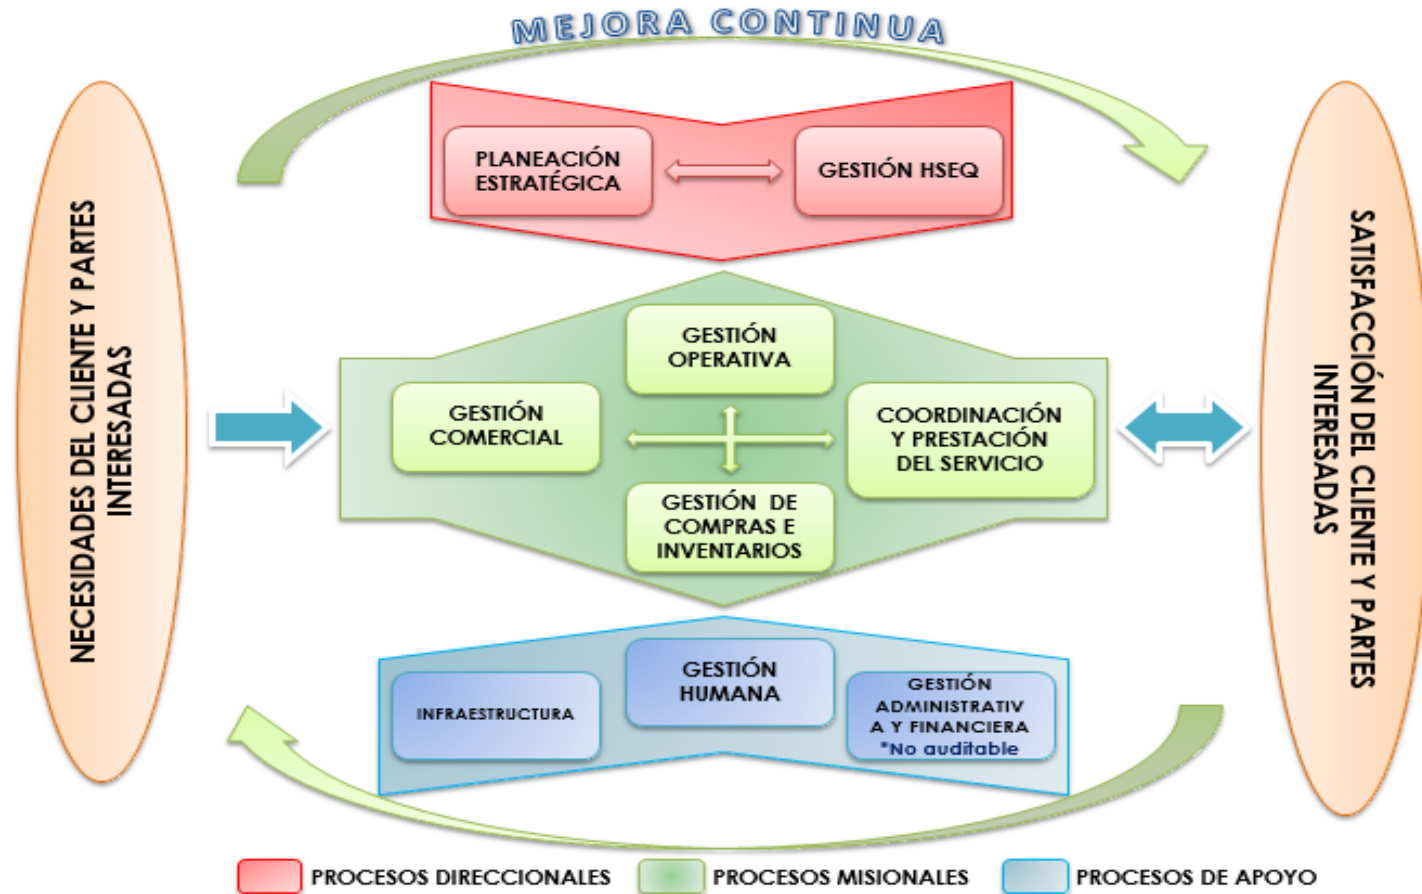 MEJORA CONTINUA
NECESIDADES DEL CLIENTE Y PARTES
INTERESADAS
PLANEACIÓN
ESTRATÉGICA
GESTIÓN HSEQ
GESTIÓN
OPERATIVA
GESTIÓN
COMERCIAL
COORDINACIÓN
Y PRESTACIÓN
DEL SERVICIO
GESTIÓN DE
COMPRAS E
INVENTARIOS
INFRAESTRUCTURA
GESTIÓN
HUMANA
GESTIÓN
ADMINISTRATIV
A Y FINANCIERA
*No auditable
SATISFACCIÓN DEL CLIENTE Y PARTES
INTERESADAS
PROCESOS DIRECCIONALES
PROCESOS MISIONALES
PROCESOS DE APOYO